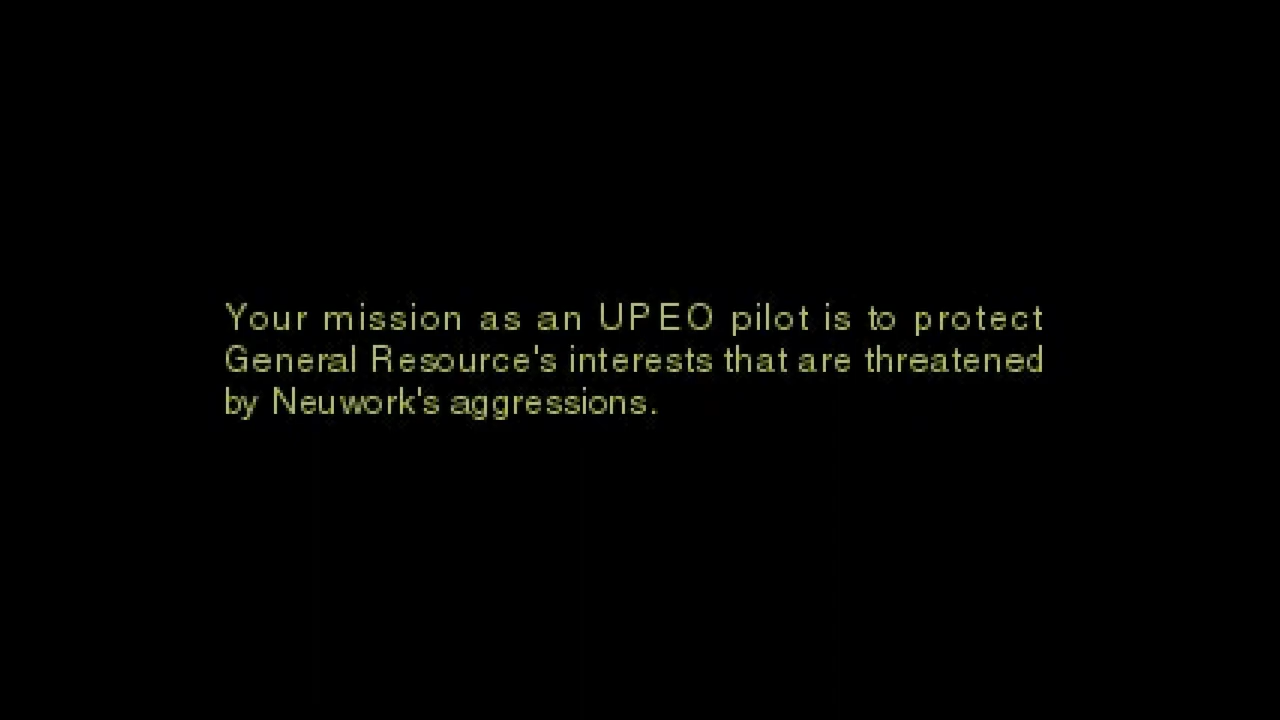 Your mission as an UPEO pilot is to protect
General Resource's interests that are threatened
by Neuwork's aggressions.